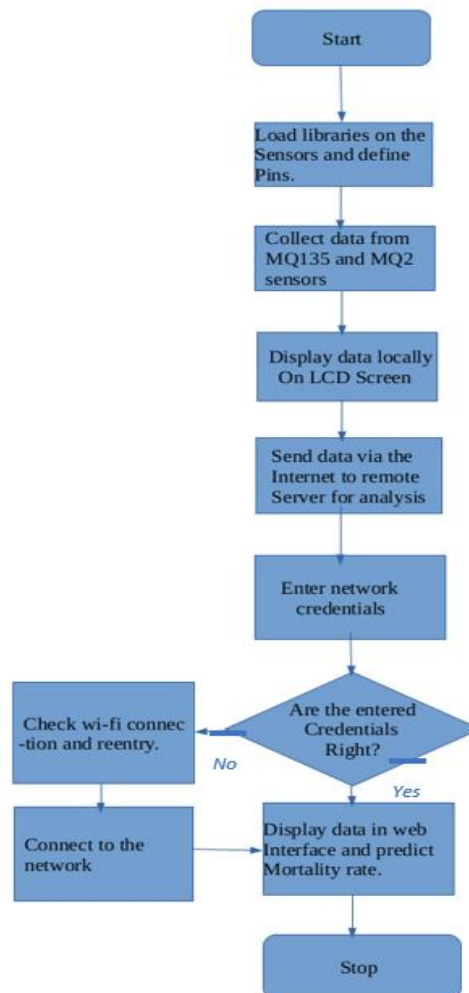 Start
Load libraries on the
Sensors and define
Pins.
Collect data from
MQ135 and MQ2
sensors
Display data locally
On LCD Screen
Send data via the
Internet to remote
Server for analysis
Enter network
credentials
Are the entered
Credentials
Right?
Check wi-fi connec
-tion and reentry.
No
Yes
Connect to the
network
Display data in web
Interface and predict
Mortality rate.
Stop